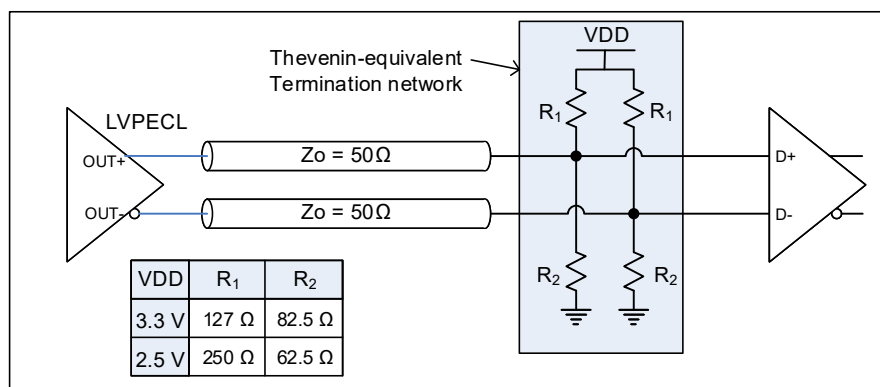 VDD
Thevenin-equivalent
Termination network
R₁ R₁
LVPECL
OUT+ Zo = 50Ω D+
OUT- Zo = 50Ω D-
R₂ R₂
VDD R₁ R₂
3.3 V 127 Ω 82.5 Ω
2.5 V 250 Ω 62.5 Ω